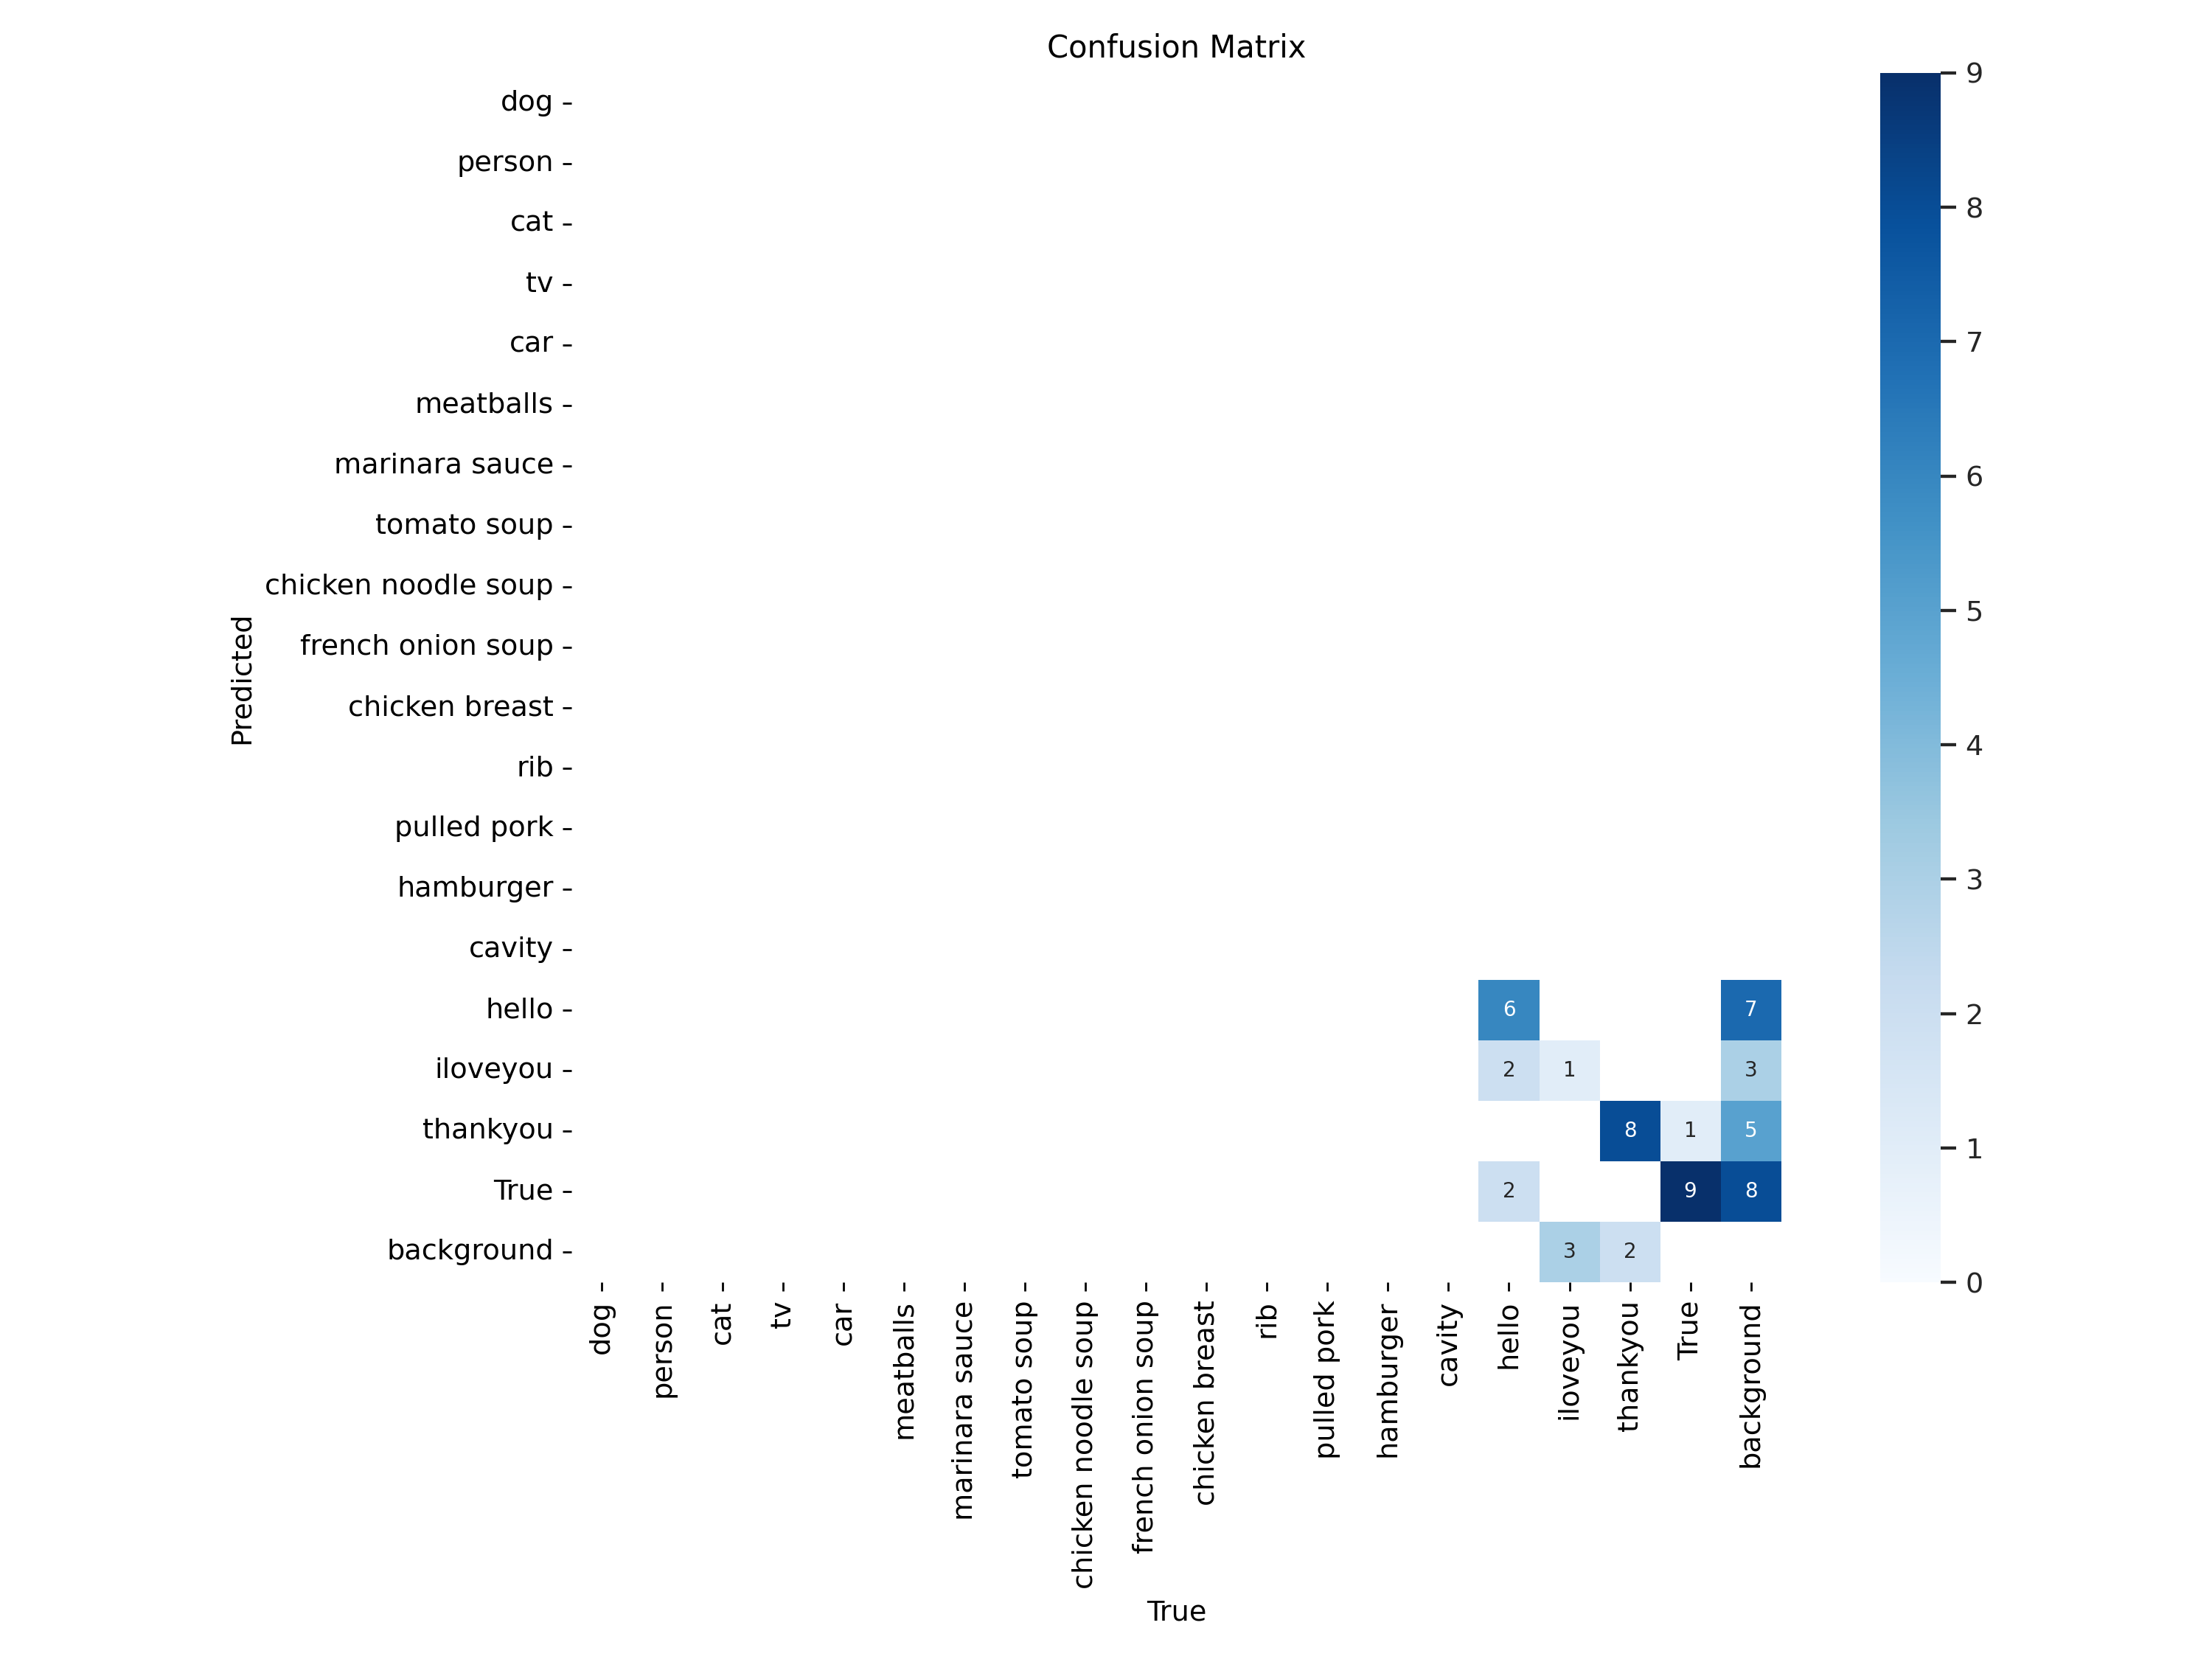 Confusion Matrix
dog
person
cat
tv
car
meatballs
marinara sauce
tomato soup
chicken noodle soup
french onion soup
chicken breast
rib
pulled pork
hamburger
cavity
hello 6 7
iloveyou 2 1 3
thankyou 8 1 5
True 2 9 8
background 3 2
Predicted
dog
person
cat
tv
car
meatballs
marinara sauce
tomato soup
chicken noodle soup
french onion soup
chicken breast
rib
pulled pork
hamburger
cavity
hello
iloveyou
thankyou
True
background
True
9
8
7
6
5
4
3
2
1
0